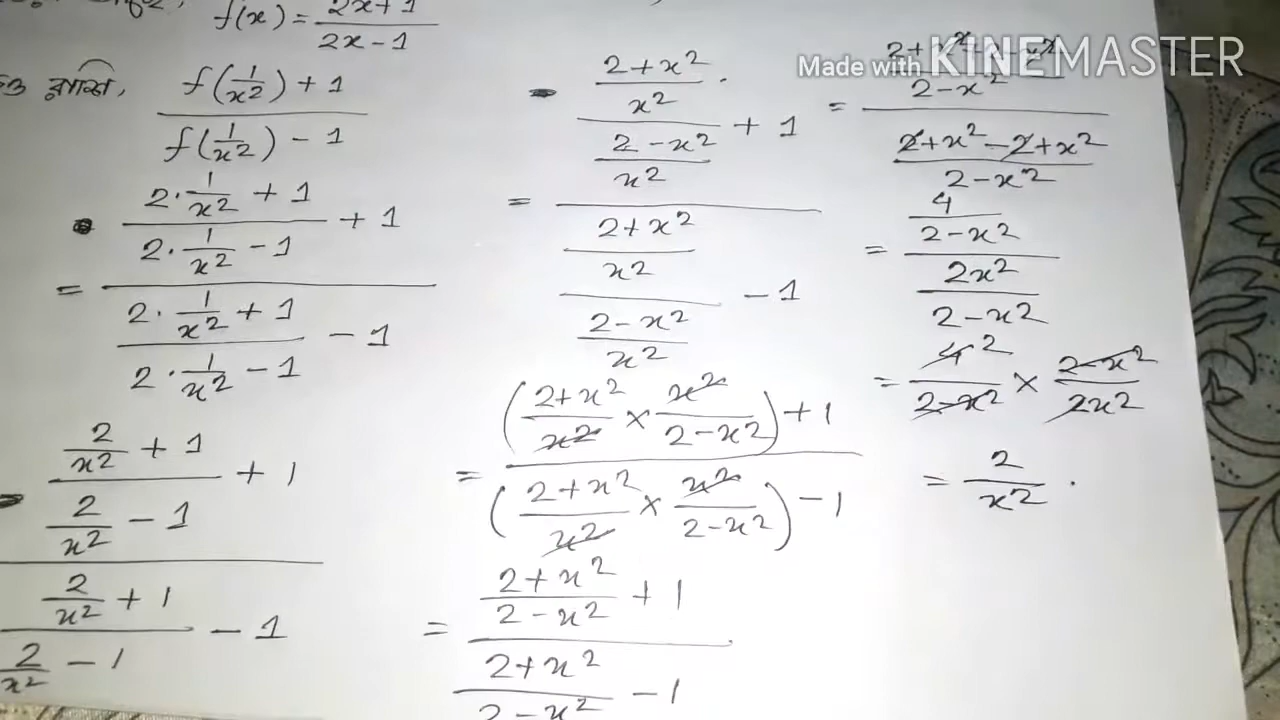 f(x) = (2x+1)/(2x-1)
রাশি, (f(1/x²) + 1)/(f(1/x²) - 1)
= ((2·1/x² + 1)/(2·1/x² - 1) + 1)/((2·1/x² + 1)/(2·1/x² - 1) - 1)
((2/x² + 1)/(2/x² - 1) + 1)/((2/x² + 1)/(2/x² - 1) - 1)
= (((2+x²)/x²)/((2-x²)/x²) + 1)/(((2+x²)/x²)/((2-x²)/x²) - 1)
= (((2+x²)/x² × x²/(2-x²)) + 1)/(((2+x²)/x² × x²/(2-x²)) - 1)
= ((2+x²)/(2-x²) + 1)/((2+x²)/(2-x²) - 1)
Made with KINEMASTER
= (/(2-x²))/((2+x²-2+x²)/(2-x²))
= (4/(2-x²))/(2x²/(2-x²))
= 4 2/(2-x²) × (2-x²)/2x²
= 2/x² .